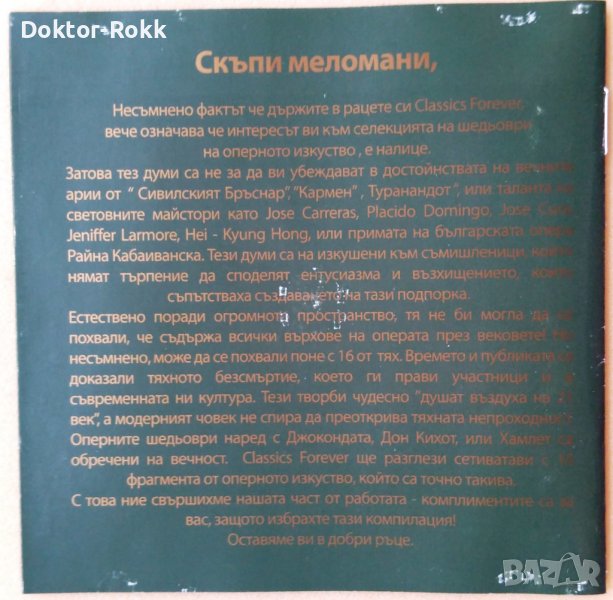 Doktor-Rokk
Скъпи меломани,
Несъмнено фактът че държите в рацете си Classics Forever,
вече означава че интересът ви към селекцията на шедьоври
на оперното изкуство , е налице.
Затова тез думи са не за да ви убеждават в достойнствата на вечните
арии от " Сивилският Бръснар","Кармен" , Туранандот", или таланта на
световните майстори като Jose Carreras, Placido Domingo, Jose
Jeniffer Larmore, Hei - Kyung Hong, или примата на българската опера
Райна Кабаиванска. Тези думи са на изкушени към съмишленици, които
нямат търпение да споделят ентусиазма и възхищението, които
съпътстваха създаването на тази подпорка.
Естествено поради огромното пространство, тя не би могла да се
похвали, че съдържа всички върхове на операта през вековете! Но
несъмнено, може да се похвали поне с 16 от тях. Времето и публиката са
доказали тяхното безсмъртие, което ги прави участници и в
съвременната ни култура. Тези творби чудесно "душат въздуха на 21
век", а модерният човек не спира да преоткрива тяхната
Оперните шедьоври наред с Джокондата, Дон Кихот, или Хамлет са
обречени на вечност. Classics Forever ще разглези сетиватави с 16
фрагмента от оперното изкуство, който са точно такива.
С това ние свършихме нашата част от работата - комплиментите са за
вас, защото избрахте тази компилация!
Оставяме ви в добри ръце.
BAZAR